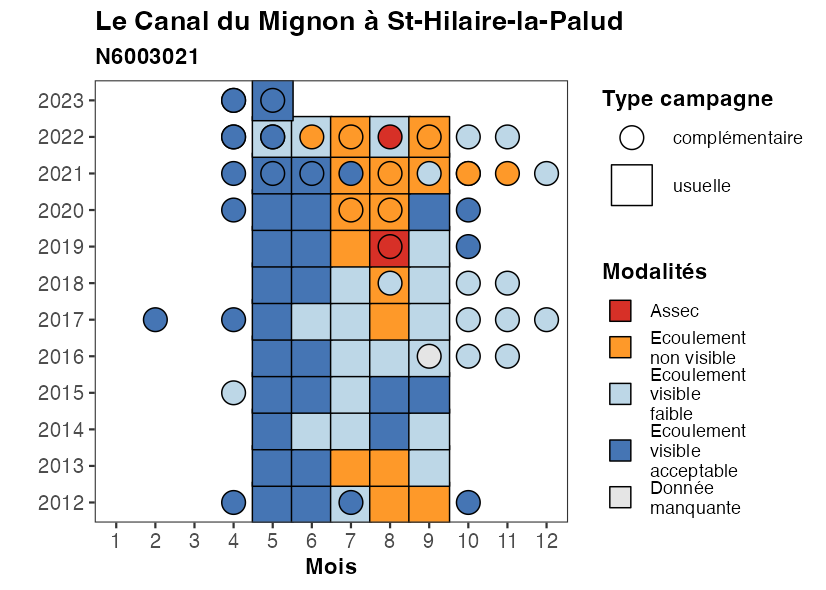 Le Canal du Mignon à St-Hilaire-la-Palud
N6003021
2023
2022
2021
2020
2019
2018
2017
2016
2015
2014
2013
2012
1 2 3 4 5 6 7 8 9 10 11 12
Mois
Type campagne
complémentaire
usuelle
Modalités
Assec
Ecoulement
non visible
Ecoulement
visible
faible
Ecoulement
visible
acceptable
Donnée
manquante